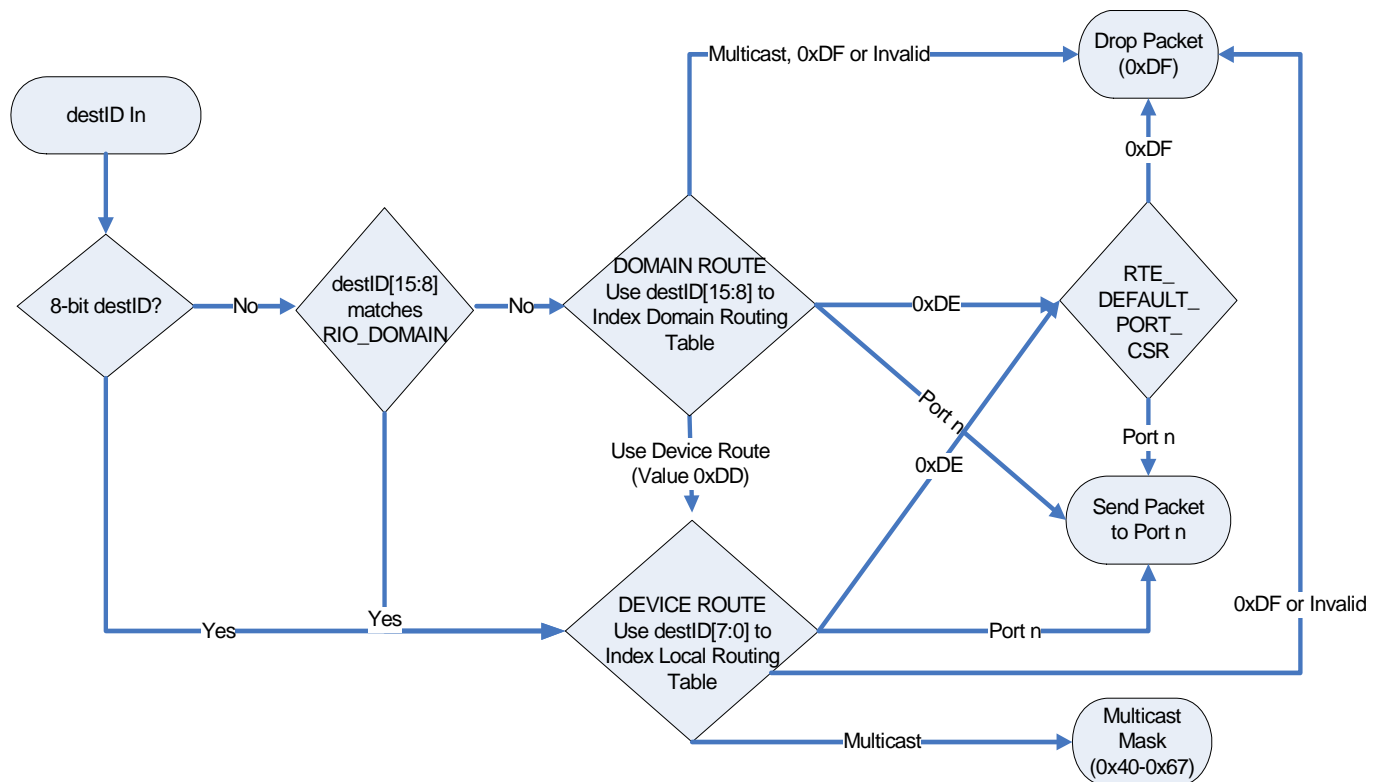 Multicast, 0xDF or Invalid
Drop Packet
(0xDF)
destID In
0xDF
8-bit destID?
No
destID[15:8]
matches
RIO_DOMAIN
No
DOMAIN ROUTE
Use destID[15:8] to
Index Domain Routing
Table
0xDE
RTE_
DEFAULT_
PORT_
CSR
Port n
Port n
Use Device Route
(Value 0xDD)
0xDE
Send Packet
to Port n
Yes
Yes
DEVICE ROUTE
Use destID[7:0] to
Index Local Routing
Table
Port n
0xDF or Invalid
Multicast
Multicast
Mask
(0x40-0x67)